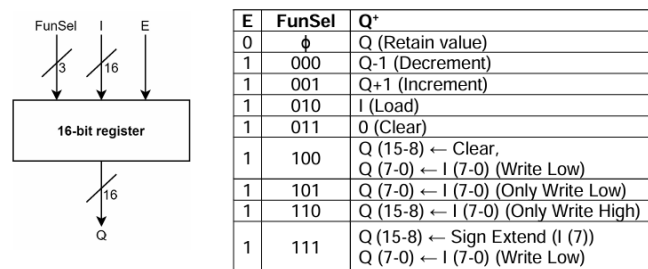 FunSel I E
3 16
16-bit register
16
Q
E FunSel Q+
0 ϕ Q (Retain value)
1 000 Q-1 (Decrement)
1 001 Q+1 (Increment)
1 010 I (Load)
1 011 0 (Clear)
1 100 Q (15-8) ← Clear,
Q (7-0) ← I (7-0) (Write Low)
1 101 Q (7-0) ← I (7-0) (Only Write Low)
1 110 Q (15-8) ← I (7-0) (Only Write High)
1 111 Q (15-8) ← Sign Extend (I (7))
Q (7-0) ← I (7-0) (Write Low)